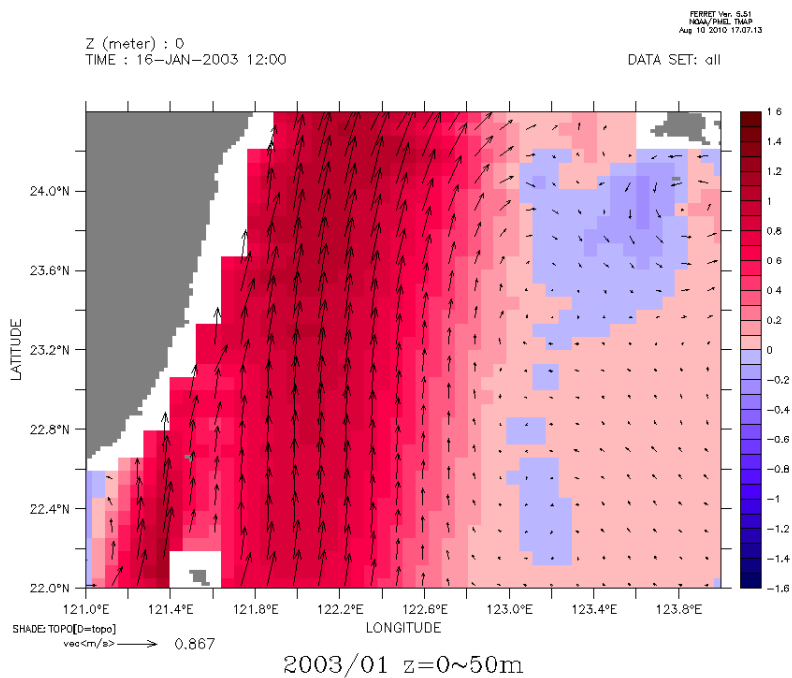 FERRET Ver. 5.51
NOAA/PMEL TMAP
Aug 10 2010 17.07.13
Z (meter) : 0
TIME : 16-JAN-2003 12:00
DATA SET: all
24.0°N
23.6°N
23.2°N
22.8°N
22.4°N
22.0°N
LATITUDE
1.6
1.4
1.2
1
0.8
0.6
0.4
0.2
0
-0.2
-0.4
-0.6
-0.8
-1
-1.2
-1.4
-1.6
121.0°E 121.4°E 121.8°E 122.2°E 122.6°E 123.0°E 123.4°E 123.8°E
LONGITUDE
SHADE: TOPO[D=topo]
vec<m/s> 0.867
2003/01 z=0~50m